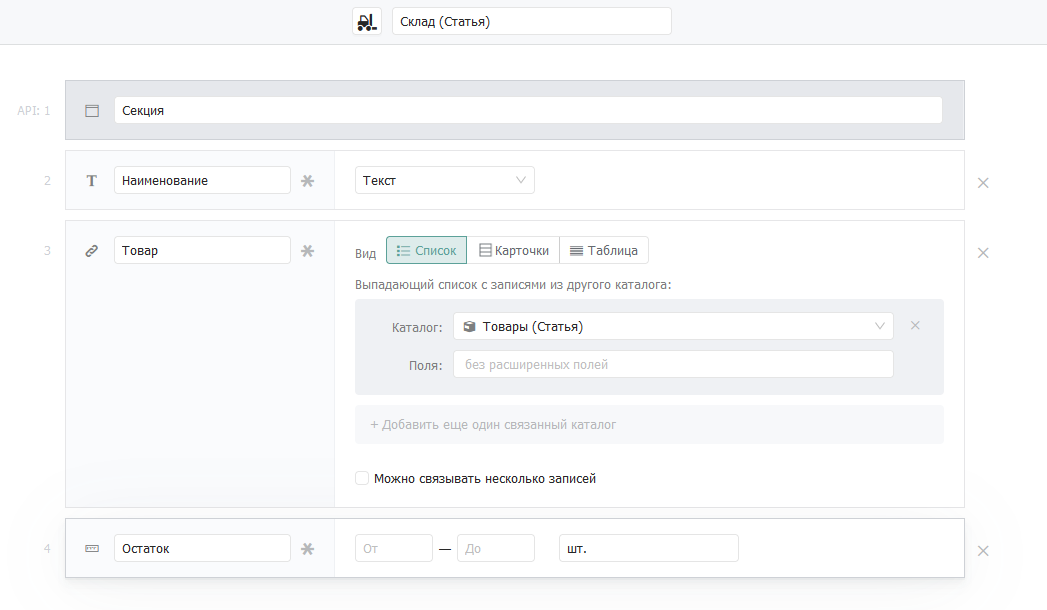 Склад (Статья)
API: 1
Секция
2
T
Наименование
Текст
3
Товар
Вид
Список
Карточки
Таблица
Выпадающий список с записями из другого каталога:
Каталог:
Товары (Статья)
Поля:
без расширенных полей
+ Добавить еще один связанный каталог
Можно связывать несколько записей
4
Остаток
От
—
До
шт.